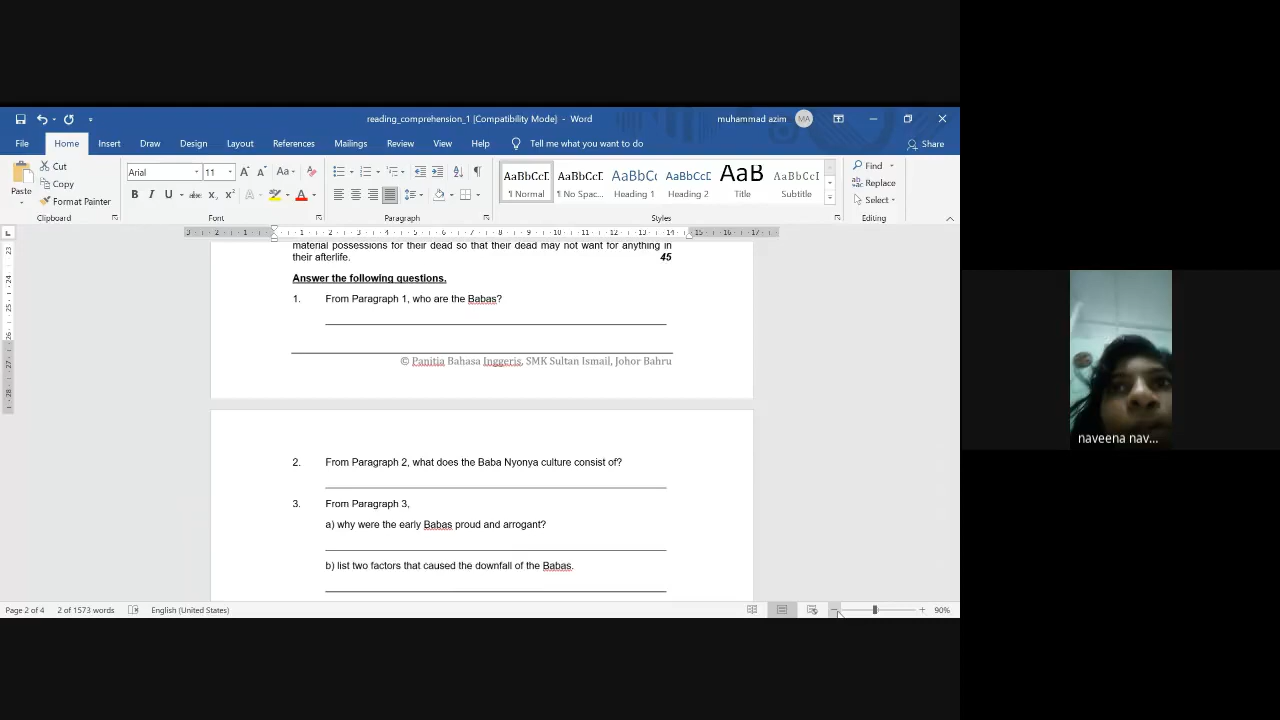 reading_comprehension_1 (Compatibility Mode) - Word
muhammad azim
MA
File Home Insert Draw Design Layout References Mailings Review View Help Tell me what you want to do Share
Paste
Cut
Copy
Format Painter
Clipboard
Arial 11
Font
Paragraph
AaBbCcI AaBbCcI AaBbCc AaBbCcD AaB AaBbCcI
¶ Normal ¶ No Spac... Heading 1 Heading 2 Title Subtitle
Styles
Find
Replace
Select
Editing
material possessions for their dead so that their dead may not want for anything in
their afterlife. 45
Answer the following questions.
1. From Paragraph 1, who are the Babas?
© Panitia Bahasa Inggeris, SMK Sultan Ismail, Johor Bahru
2. From Paragraph 2, what does the Baba Nyonya culture consist of?
3. From Paragraph 3,
a) why were the early Babas proud and arrogant?
b) list two factors that caused the downfall of the Babas.
Page 2 of 4 2 of 1573 words English (United States) 90%
naveena nav...